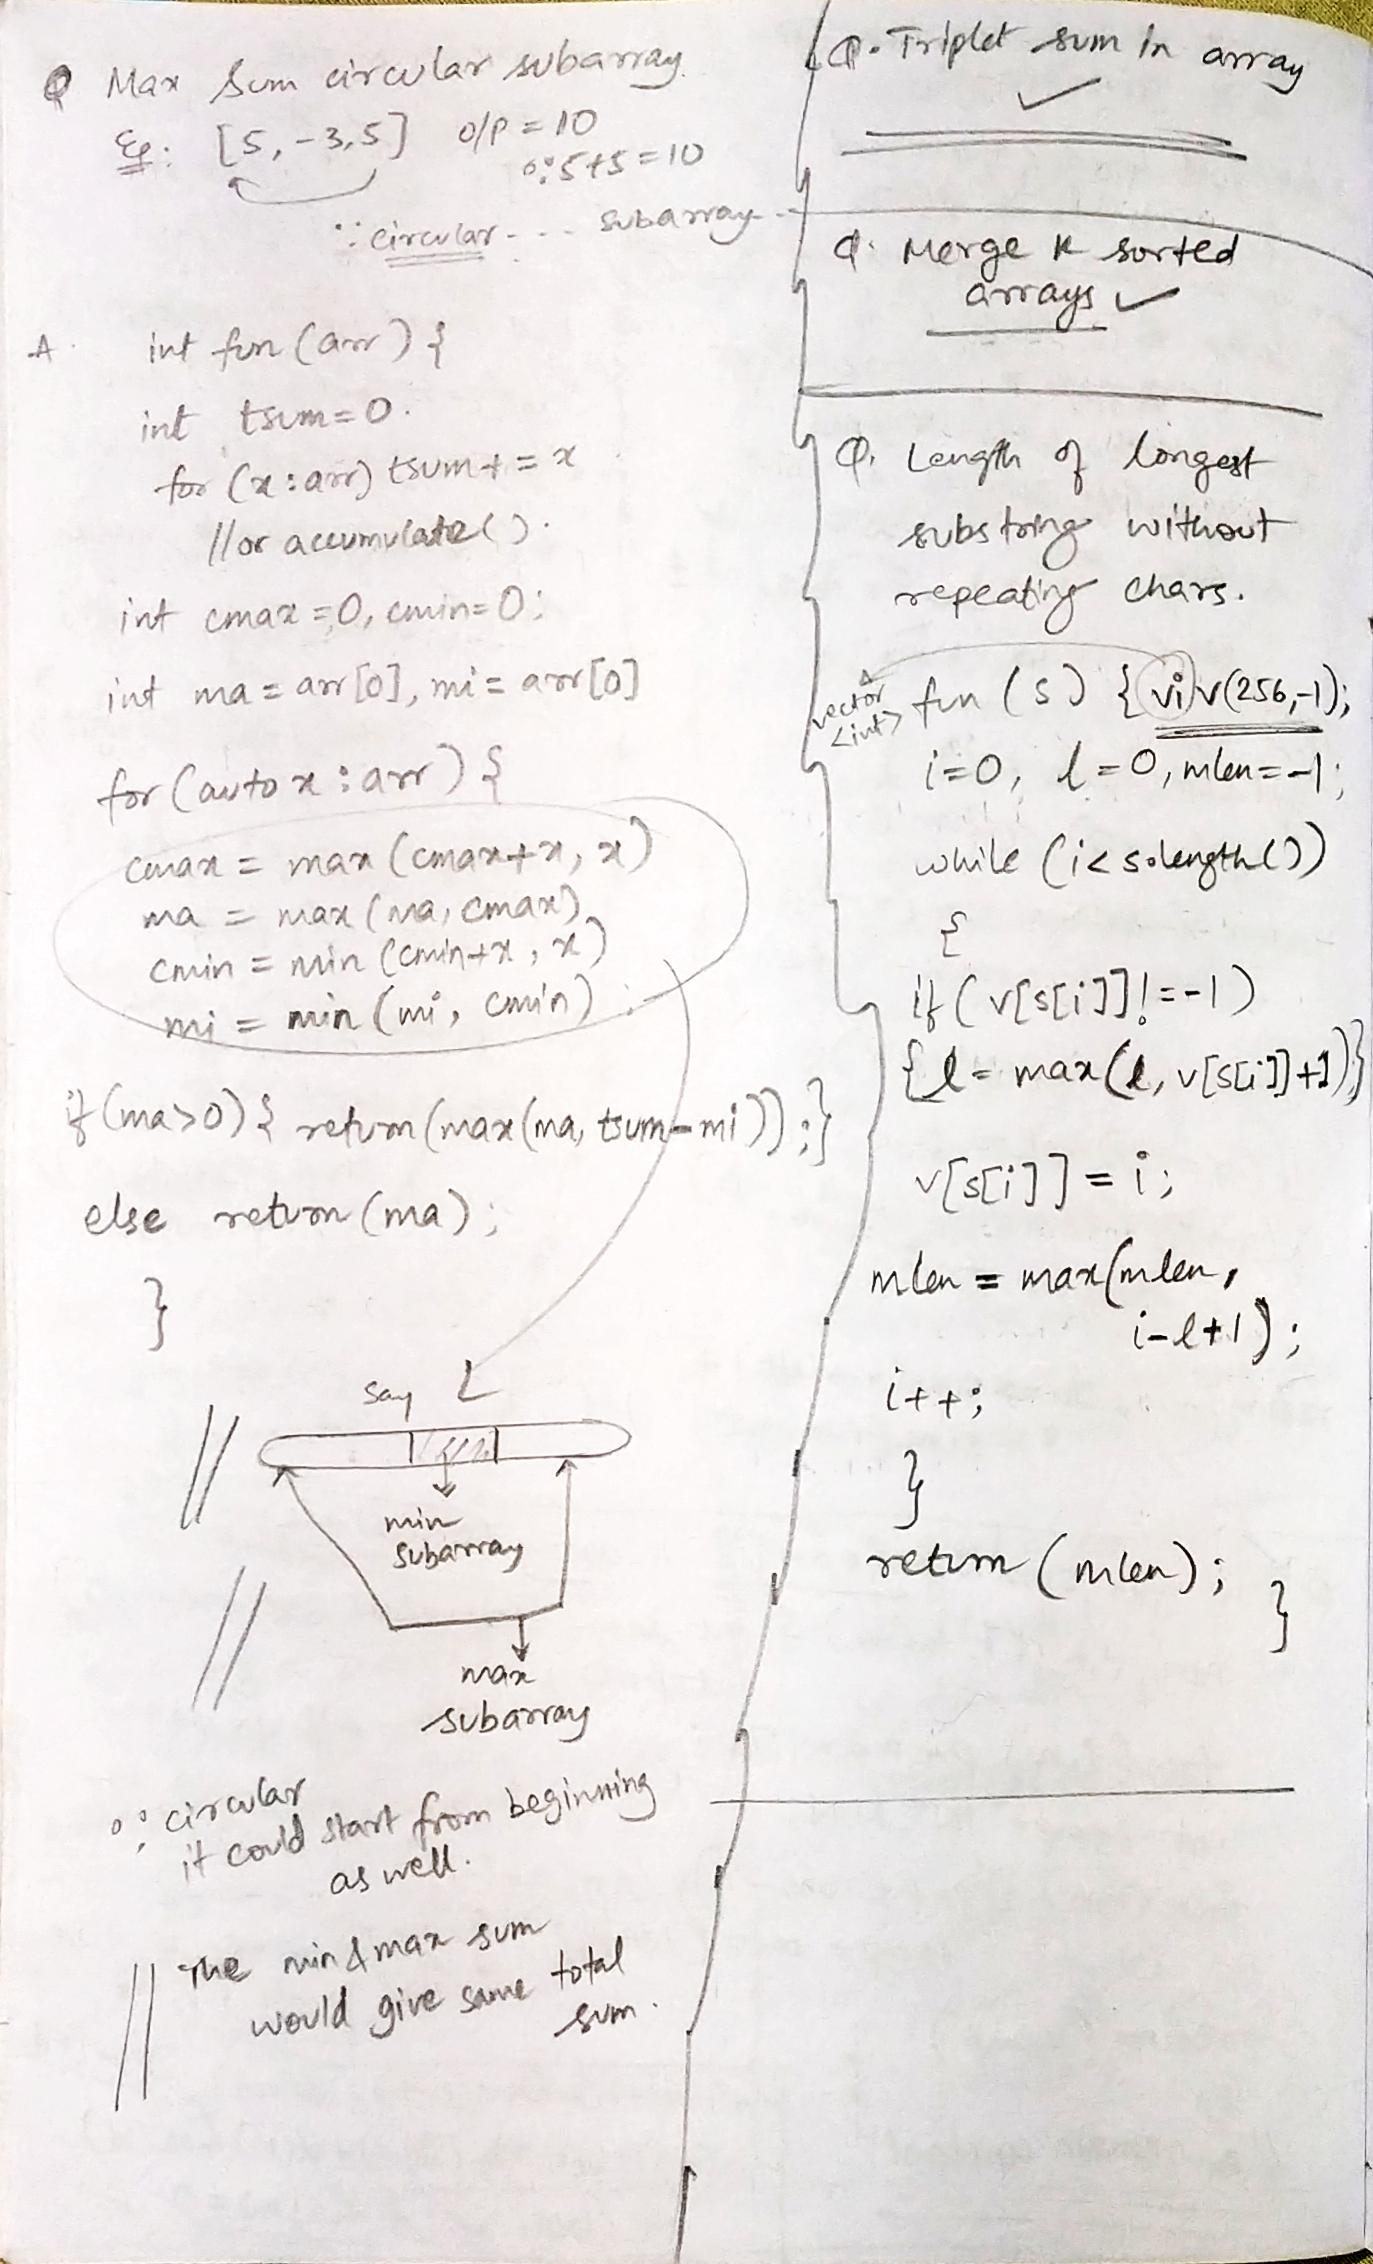 Q Max Sum circular subarray.
Eg: [5, -3, 5] o/p = 10
∵ 5+5 = 10
∵ circular - - - subarray
A.
int fun (arr) {
int tsum = 0.
for (x : arr) tsum + = x
// or accumulate().
int cmax = 0, cmin = 0;
int ma = arr[0], mi = arr[0]
for (auto x : arr) {
cmax = max (cmax+x, x)
ma = max (ma, cmax)
cmin = min (cmin+x, x)
mi = min (mi, cmin)
if (ma>0) { return (max(ma, tsum - mi)) ; }
else return (ma) ;
}
say
min
subarray
max
subarray
∵ circular
it could start from beginning
as well.
The min & max sum
would give same total
sum.
Q. Triplet sum in array
Q. Merge K sorted
arrays
Q. Length of longest
substring without
repeating chars.
vector
<int>
fun (s) { vi v(256,-1);
i=0, l=0, mlen=-1;
while (i< s.length())
{
if ( v[s[i]] != -1)
{ l = max(l, v[s[i]]+1)}
v[s[i]] = i ;
mlen = max(mlen,
i-l+1) ;
i++;
}
return (mlen) ;
}